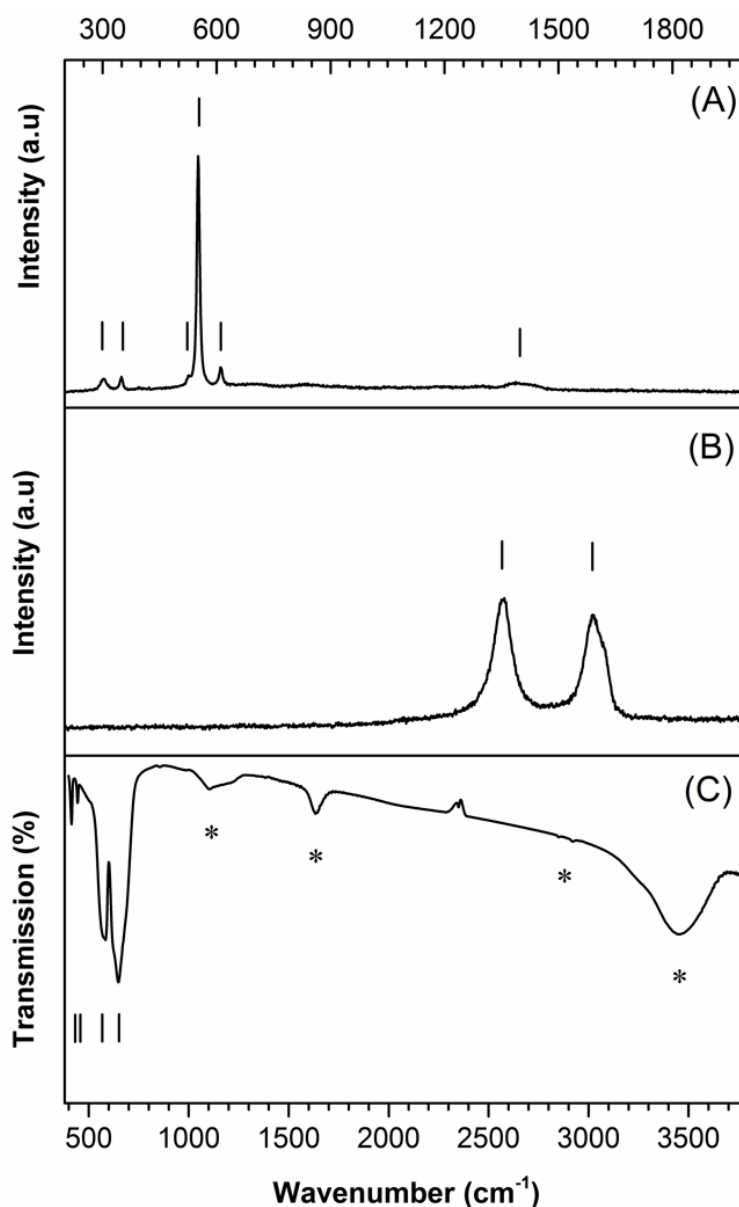 300 600 900 1200 1500 1800
(A)
Intensity (a.u)
(B)
Intensity (a.u)
(C)
Transmission (%)
*
*
*
*
500 1000 1500 2000 2500 3000 3500
Wavenumber (cm⁻¹)